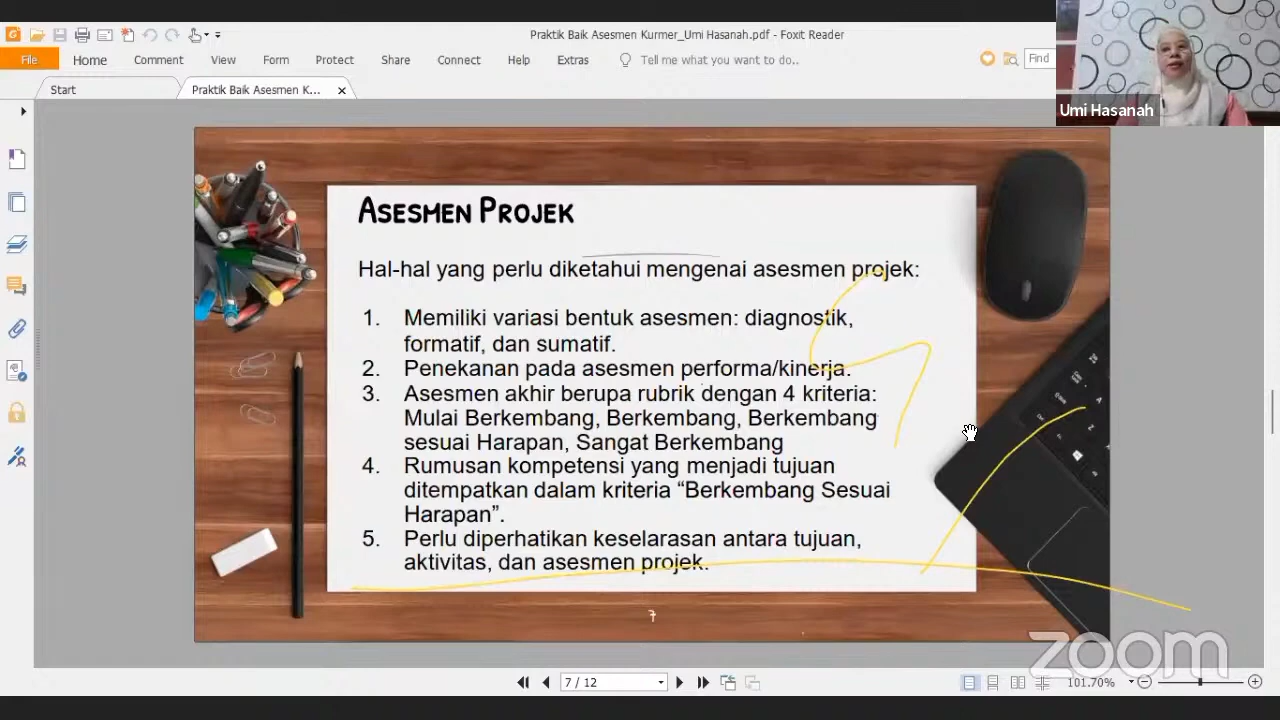 Praktik Baik Asesmen Kurmer_Umi Hasanah.pdf - Foxit Reader
File Home Comment View Form Protect Share Connect Help Extras Tell me what you want to do.. Find
Start Praktik Baik Asesmen K...
Umi Hasanah
ASESMEN PROJEK
Hal-hal yang perlu diketahui mengenai asesmen projek:
1. Memiliki variasi bentuk asesmen: diagnostik,
formatif, dan sumatif.
2. Penekanan pada asesmen performa/kinerja.
3. Asesmen akhir berupa rubrik dengan 4 kriteria:
Mulai Berkembang, Berkembang, Berkembang
sesuai Harapan, Sangat Berkembang
4. Rumusan kompetensi yang menjadi tujuan
ditempatkan dalam kriteria “Berkembang Sesuai
Harapan”.
5. Perlu diperhatikan keselarasan antara tujuan,
aktivitas, dan asesmen projek.
7
zoom
7 / 12
101.70%